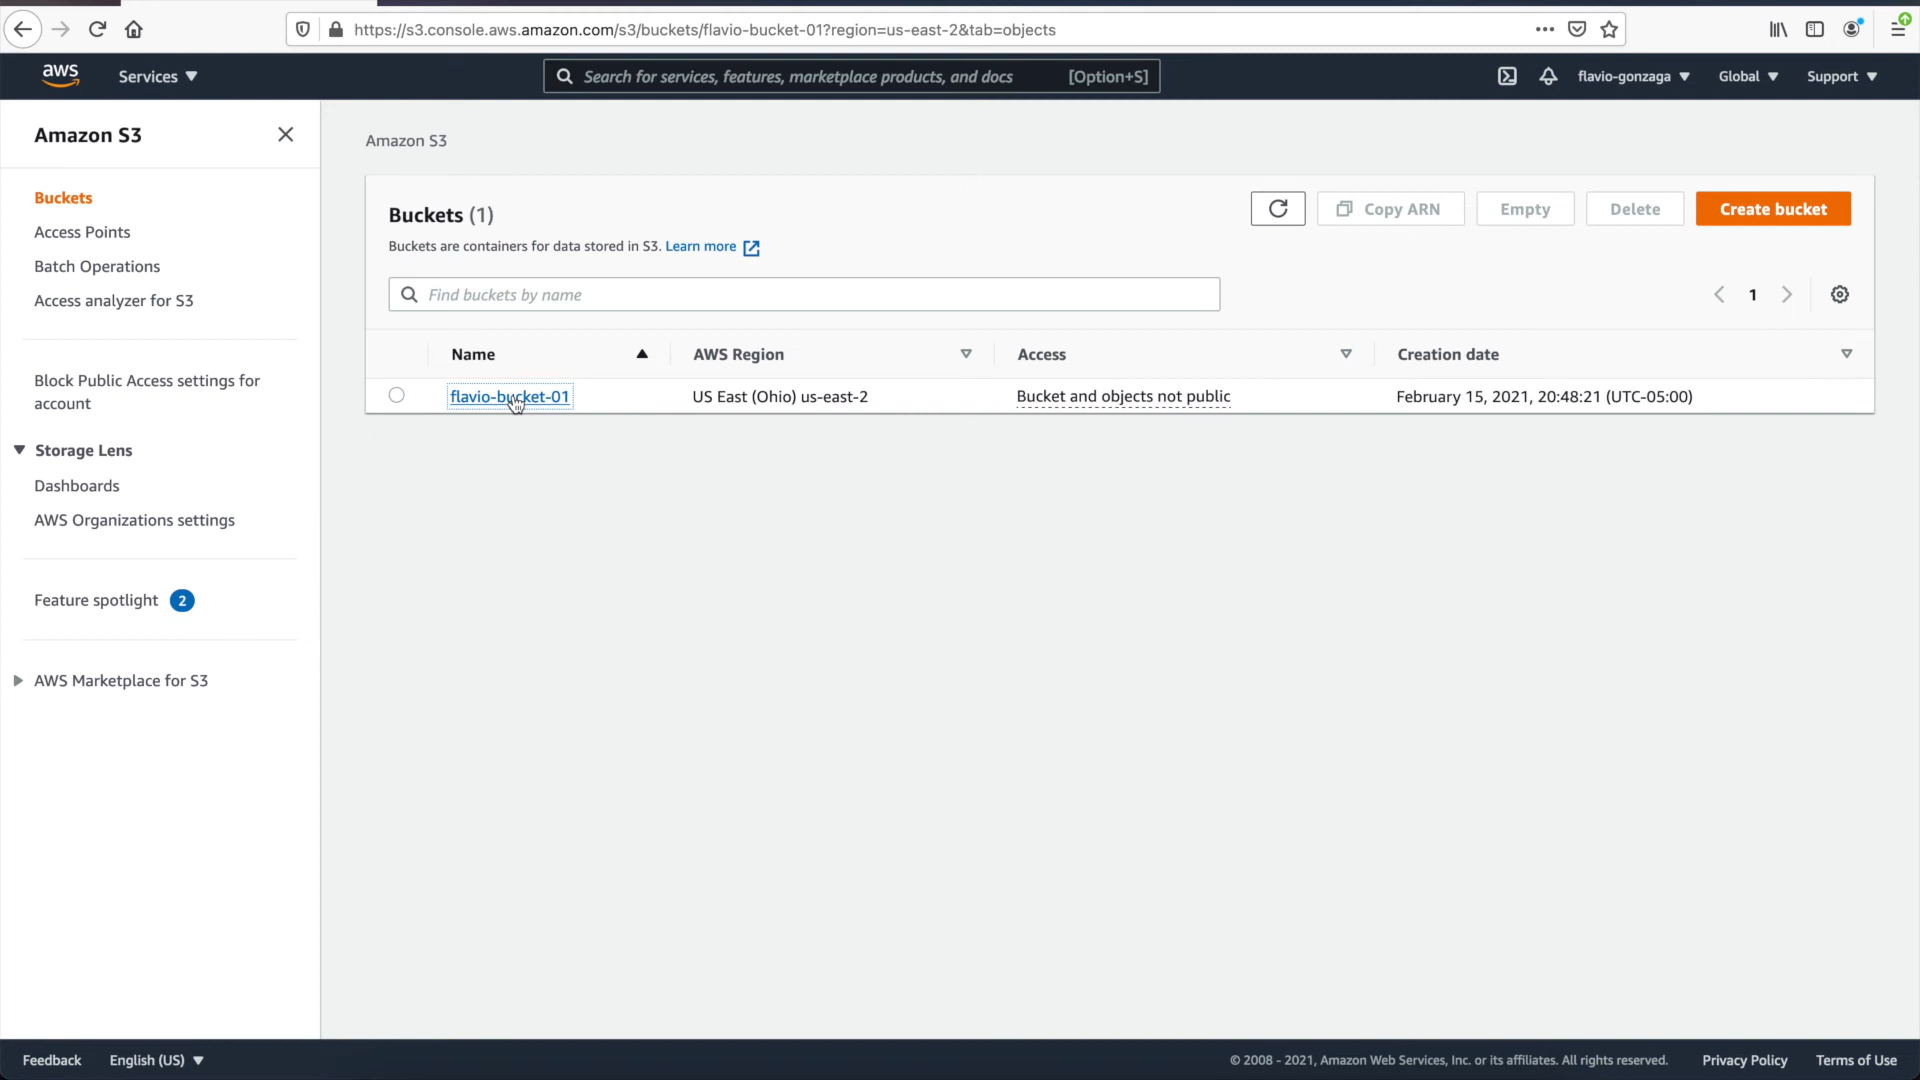 https://s3.console.aws.amazon.com/s3/buckets/flavio-bucket-01?region=us-east-2&tab=objects
aws
Services
Search for services, features, marketplace products, and docs
[Option+S]
flavio-gonzaga
Global
Support
Amazon S3
Buckets
Access Points
Batch Operations
Access analyzer for S3
Block Public Access settings for
account
Storage Lens
Dashboards
AWS Organizations settings
Feature spotlight 2
AWS Marketplace for S3
Amazon S3
Buckets (1)
Buckets are containers for data stored in S3. Learn more
Copy ARN
Empty
Delete
Create bucket
Find buckets by name
1
Name
AWS Region
Access
Creation date
flavio-bucket-01
US East (Ohio) us-east-2
Bucket and objects not public
February 15, 2021, 20:48:21 (UTC-05:00)
Feedback
English (US)
© 2008 - 2021, Amazon Web Services, Inc. or its affiliates. All rights reserved.
Privacy Policy
Terms of Use